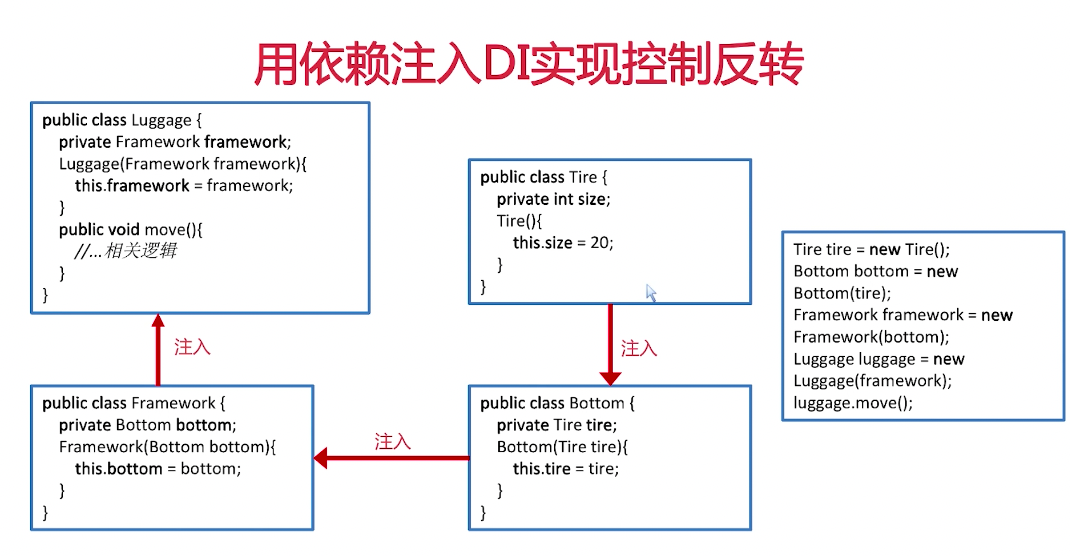 用依赖注入DI实现控制反转
public class Luggage {
private Framework framework;
Luggage(Framework framework){
this.framework = framework;
}
public void move(){
//...相关逻辑
}
}
注入
public class Framework {
private Bottom bottom;
Framework(Bottom bottom){
this.bottom = bottom;
}
}
注入
public class Tire {
private int size;
Tire(){
this.size = 20;
}
}
注入
public class Bottom {
private Tire tire;
Bottom(Tire tire){
this.tire = tire;
}
}
Tire tire = new Tire();
Bottom bottom = new
Bottom(tire);
Framework framework = new
Framework(bottom);
Luggage luggage = new
Luggage(framework);
luggage.move();